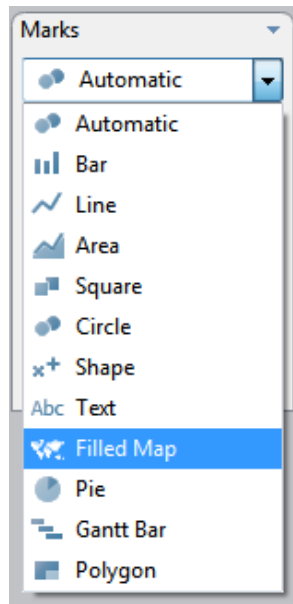 Marks
Automatic
Automatic
Bar
Line
Area
Square
Circle
Shape
Abc Text
Filled Map
Pie
Gantt Bar
Polygon